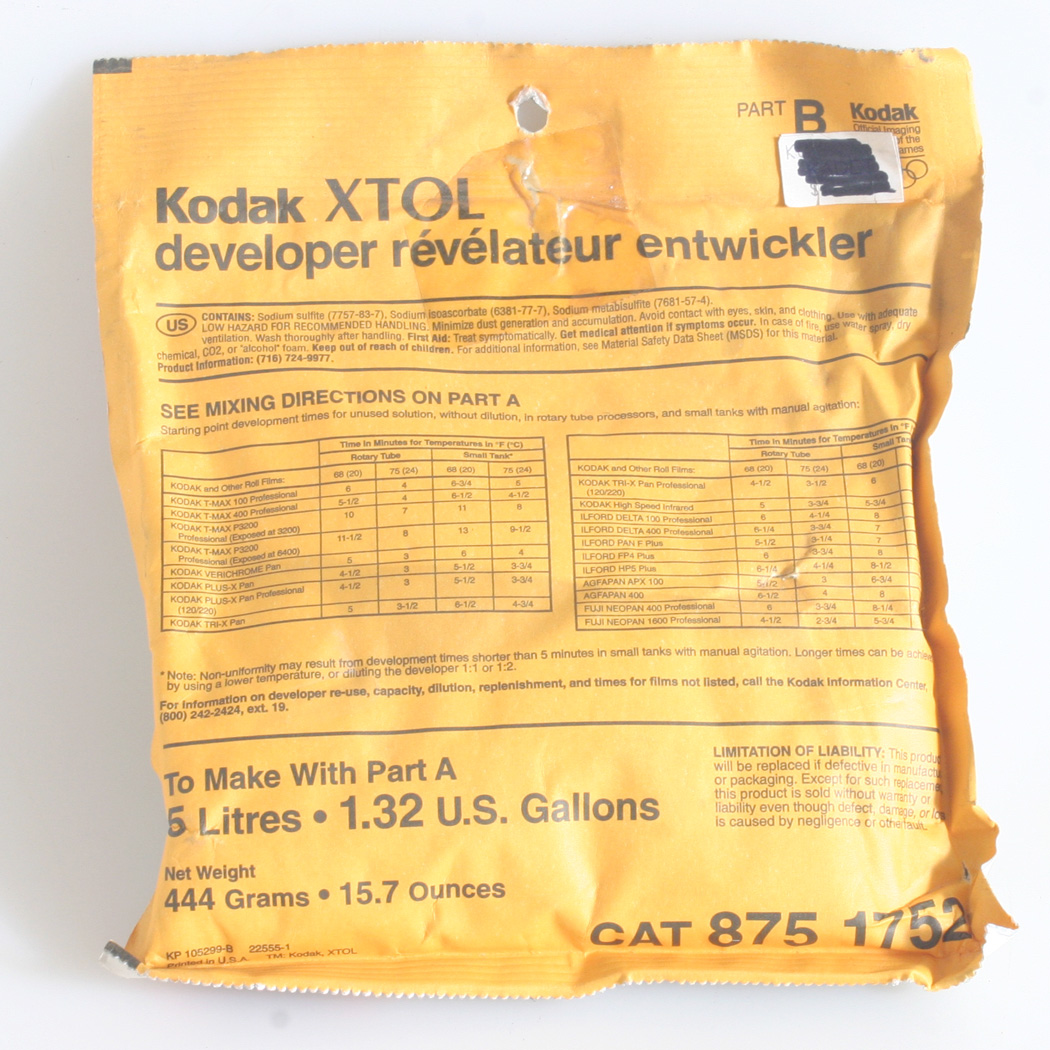 PART B
Kodak
Official Imaging
of the
Games
Kodak XTOL
developer révélateur entwickler
US
CONTAINS: Sodium sulfite (7757-83-7), Sodium isoascorbate (6381-77-7), Sodium metabisulfite (7681-57-4).
LOW HAZARD FOR RECOMMENDED HANDLING. Minimize dust generation and accumulation. Avoid contact with eyes, skin, and clothing. Use with adequate
ventilation. Wash thoroughly after handling. First Aid: Treat symptomatically. Get medical attention if symptoms occur. In case of fire, use water spray, dry
chemical, CO2, or "alcohol" foam. Keep out of reach of children. For additional information, see Material Safety Data Sheet (MSDS) for this material.
Product Information: (716) 724-9977.
SEE MIXING DIRECTIONS ON PART A
Starting point development times for unused solution, without dilution, in rotary tube processors, and small tanks with manual agitation:
Time in Minutes for Temperatures in °F (°C)
Rotary Tube Small Tank*
KODAK and Other Roll Films: 68 (20) 75 (24) 68 (20) 75 (24)
KODAK T-MAX 100 Professional 6 4 6-3/4 5
KODAK T-MAX 400 Professional 5-1/2 4 6-1/2 4-1/2
KODAK T-MAX P3200 10 7 11 8
Professional (Exposed at 3200)
KODAK T-MAX P3200 11-1/2 8 13 9-1/2
Professional (Exposed at 6400)
KODAK VERICHROME Pan 5 3 6 4
KODAK PLUS-X Pan 4-1/2 3 5-1/2 3-3/4
KODAK PLUS-X Pan Professional 4-1/2 3 5-1/2 3-3/4
(120/220)
KODAK TRI-X Pan 5 3-1/2 6-1/2 4-3/4
Time in Minutes for Temperatures in °F
Rotary Tube Small Tan
KODAK and Other Roll Films: 68 (20) 75 (24) 68 (20)
KODAK TRI-X Pan Professional 4-1/2 3-1/2 6
(120/220)
KODAK High Speed Infrared 5 3-3/4 5-3/4
ILFORD DELTA 100 Professional 6 4-1/4 8
ILFORD DELTA 400 Professional 6-1/4 3-3/4 7
ILFORD PAN F Plus 5-1/2 3-1/4 7
ILFORD FP4 Plus 6 3-3/4 8
ILFORD HP5 Plus 6-1/4 4-1/4 8-1/2
AGFAPAN APX 100 5-1/2 3 6-3/4
AGFAPAN 400 6-1/2 4 8
FUJI NEOPAN 400 Professional 6 3-3/4 8-1/4
FUJI NEOPAN 1600 Professional 4-1/2 2-3/4 5-3/4
*Note: Non-uniformity may result from development times shorter than 5 minutes in small tanks with manual agitation. Longer times can be achie
by using a lower temperature, or diluting the developer 1:1 or 1:2.
For information on developer re-use, capacity, dilution, replenishment, and times for films not listed, call the Kodak Information Center,
(800) 242-2424, ext. 19.
To Make With Part A
5 Litres • 1.32 U.S. Gallons
Net Weight
444 Grams • 15.7 Ounces
LIMITATION OF LIABILITY: This produc
will be replaced if defective in manufactu
or packaging. Except for such replaceme
this product is sold without warranty or
liability even though defect, damage, or los
is caused by negligence or other
CAT 875 1752
KP 105299-B 22555-1
Printed in U.S.A. TM: Kodak, XTOL